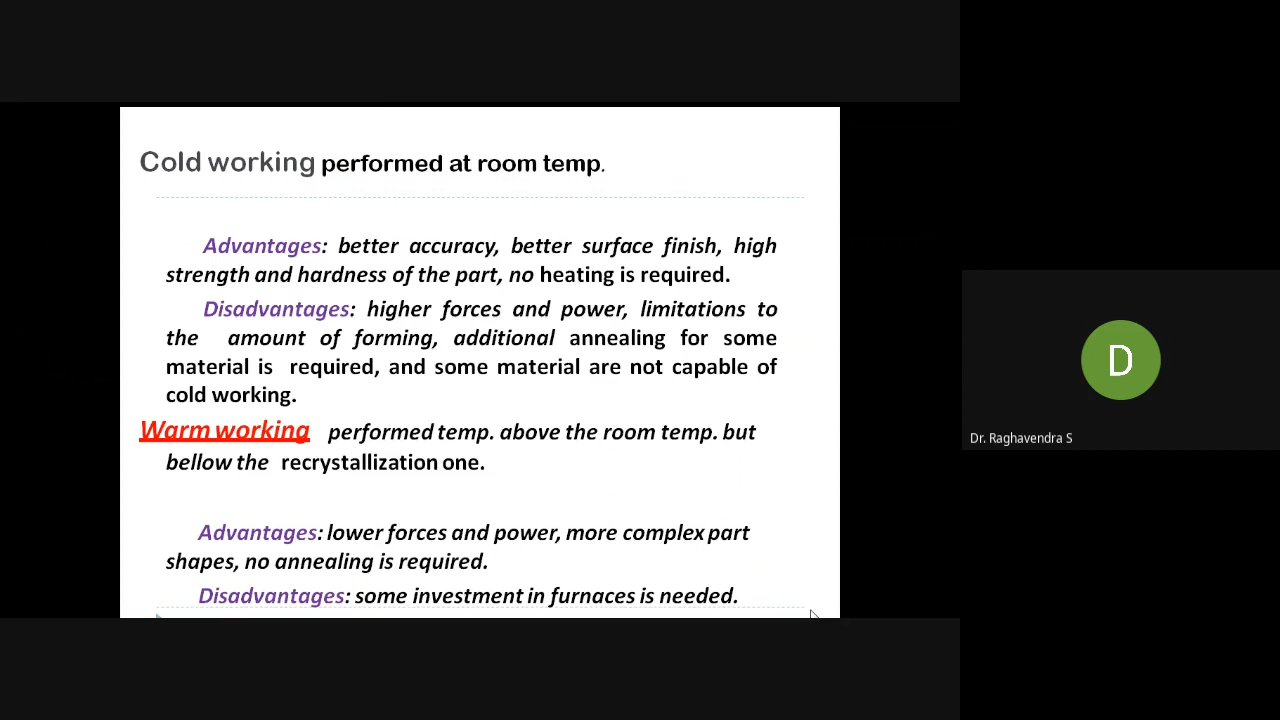 Cold working performed at room temp.
Advantages: better accuracy, better surface finish, high
strength and hardness of the part, no heating is required.
Disadvantages: higher forces and power, limitations to
the amount of forming, additional annealing for some
material is required, and some material are not capable of
cold working.
Warm working performed temp. above the room temp. but
bellow the recrystallization one.
Advantages: lower forces and power, more complex part
shapes, no annealing is required.
Disadvantages: some investment in furnaces is needed.
D
Dr. Raghavendra S